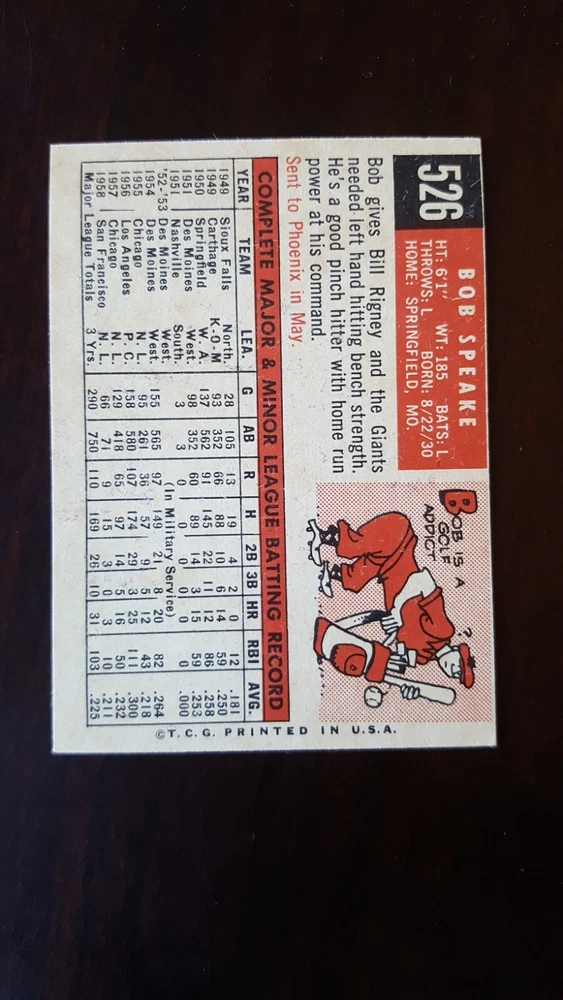 526
BOB SPEAKE
HT: 6'1" WT: 185 BATS: L
THROWS: L BORN: 8/22/30
HOME: SPRINGFIELD, MO.
Bob gives Bill Rigney and the Giants
needed left hand hitting bench strength.
He's a good pinch hitter with home run
power at his command.
Sent to Phoenix in May.
BOB IS A
GOLF
ADDICT
?
COMPLETE MAJOR & MINOR LEAGUE BATTING RECORD
YEAR TEAM LEA. G AB R H 2B 3B HR RBI AVG.
1949 Sioux Falls North. 28 105 13 19 4 2 0 12 .181
1949 Carthage K-O-M 93 352 66 88 10 6 14 59 .250
1950 Springfield W. A. 137 562 91 145 22 11 12 86 .258
1951 Des Moines West. 98 352 60 89 14 3 15 59 .253
1951 Nashville South. 3 3 0 0 0 0 0 0 .000
'52-'53 Des Moines West. (In Military Service)
1954 Des Moines West. 155 565 97 149 21 8 20 82 .264
1955 Chicago N. L. 95 261 36 57 9 5 12 43 .218
1956 Los Angeles P. C. 158 580 107 174 29 3 25 111 .300
1957 Chicago N. L. 129 418 65 97 14 5 16 50 .232
1958 San Francisco N. L. 66 71 9 15 3 0 3 10 .211
Major League Totals 3 Yrs. 290 750 110 169 26 10 31 103 .225
©T.C.G. PRINTED IN U.S.A.